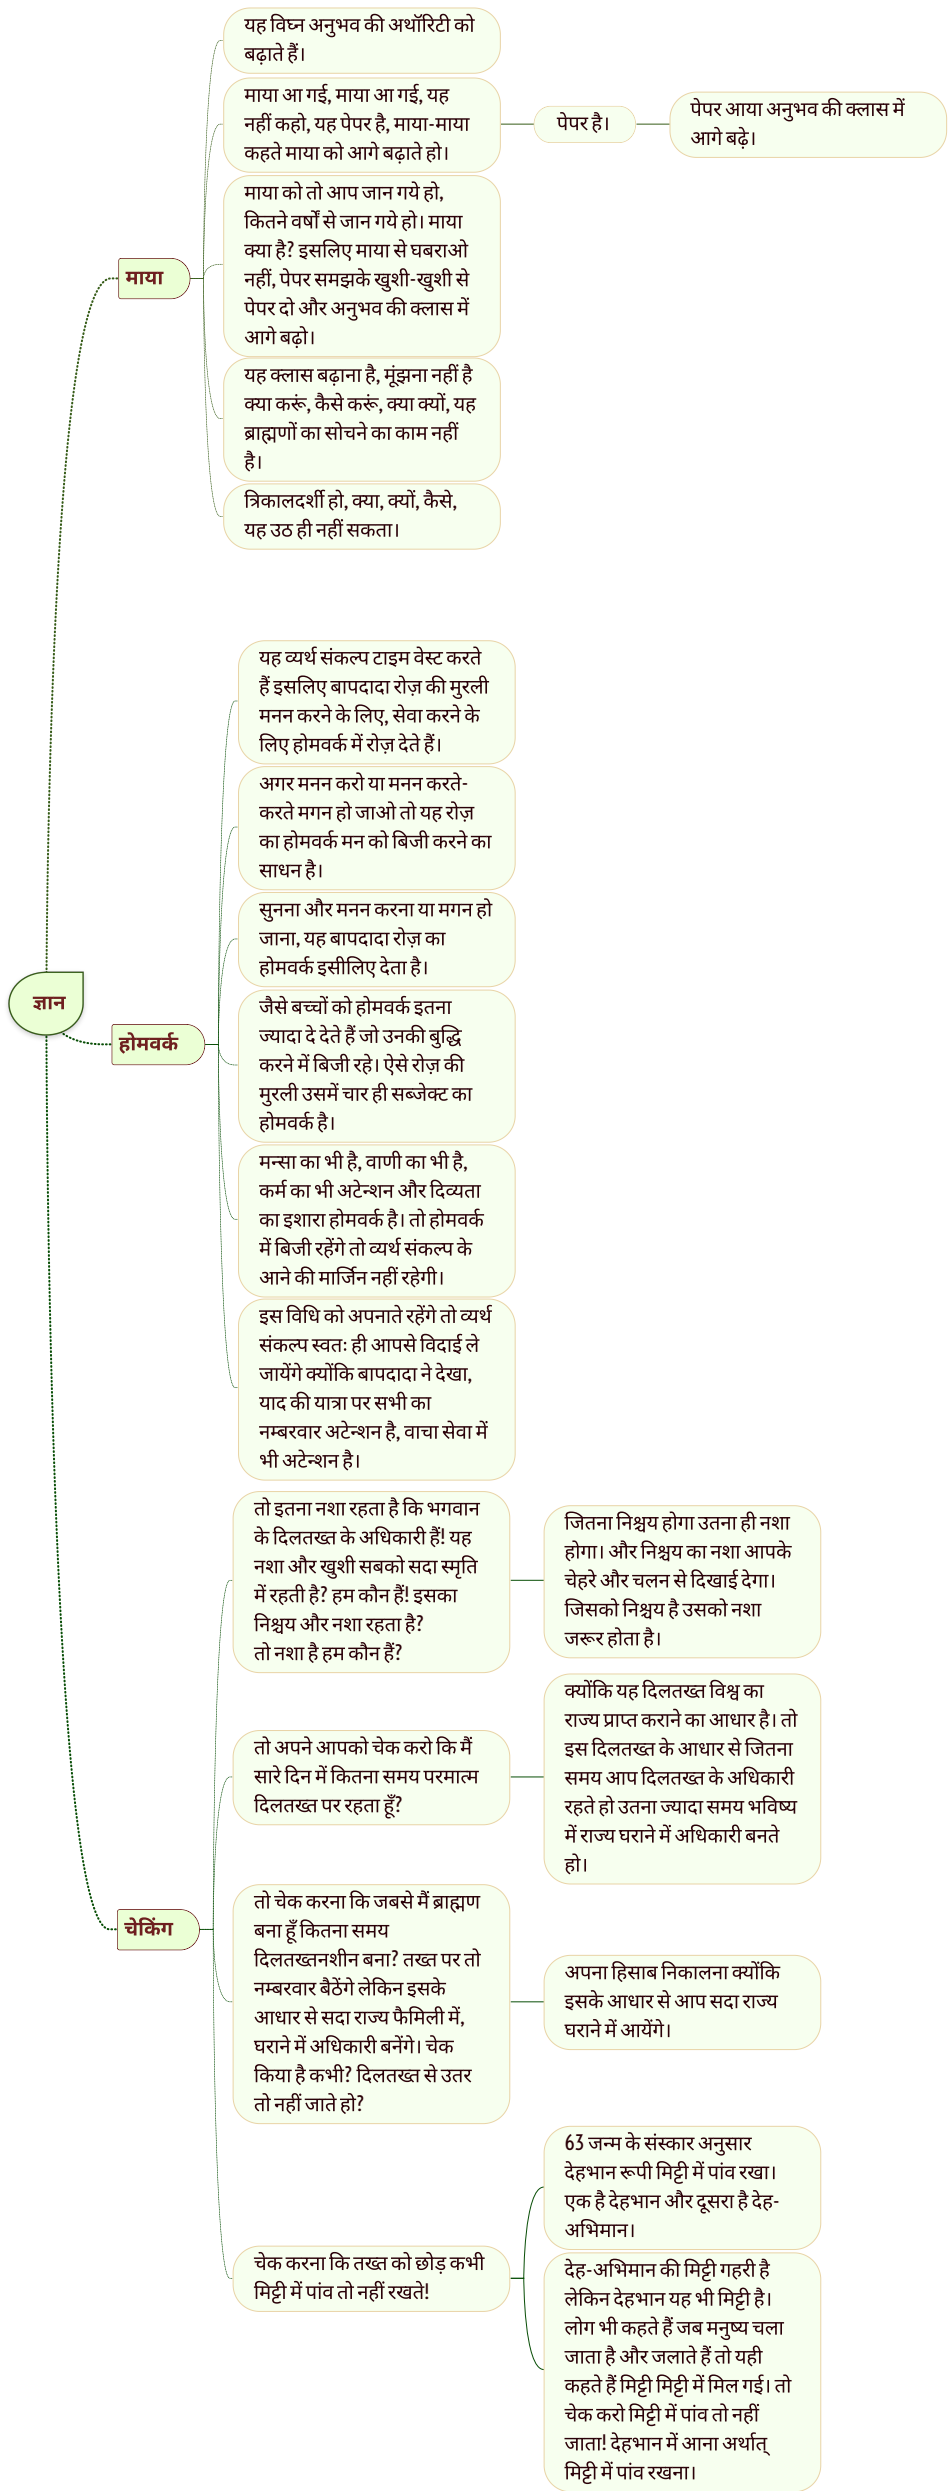 यह विघ्न अनुभव की अथॉरिटी को
बढ़ाते हैं।
माया आ गई, माया आ गई, यह
नहीं कहो, यह पेपर है, माया-माया
कहते माया को आगे बढ़ाते हो।
पेपर है।
पेपर आया अनुभव की क्लास में
आगे बढ़े।
माया को तो आप जान गये हो,
कितने वर्षों से जान गये हो। माया
क्या है? इसलिए माया से घबराओ
नहीं, पेपर समझके खुशी-खुशी से
पेपर दो और अनुभव की क्लास में
आगे बढ़ो।
माया
यह क्लास बढ़ाना है, मूंझना नहीं है
क्या करूं, कैसे करूं, क्या क्यों, यह
ब्राह्मणों का सोचने का काम नहीं
है।
त्रिकालदर्शी हो, क्या, क्यों, कैसे,
यह उठ ही नहीं सकता।
यह व्यर्थ संकल्प टाइम वेस्ट करते
हैं इसलिए बापदादा रोज़ की मुरली
मनन करने के लिए, सेवा करने के
लिए होमवर्क में रोज़ देते हैं।
अगर मनन करो या मनन करते-
करते मगन हो जाओ तो यह रोज़
का होमवर्क मन को बिजी करने का
साधन है।
सुनना और मनन करना या मगन हो
जाना, यह बापदादा रोज़ का
होमवर्क इसीलिए देता है।
ज्ञान
होमवर्क
जैसे बच्चों को होमवर्क इतना
ज्यादा दे देते हैं जो उनकी बुद्धि
करने में बिजी रहे। ऐसे रोज़ की
मुरली उसमें चार ही सब्जेक्ट का
होमवर्क है।
मन्सा का भी है, वाणी का भी है,
कर्म का भी अटेन्शन और दिव्यता
का इशारा होमवर्क है। तो होमवर्क
में बिजी रहेंगे तो व्यर्थ संकल्प के
आने की मार्जिन नहीं रहेगी।
इस विधि को अपनाते रहेंगे तो व्यर्थ
संकल्प स्वतः ही आपसे विदाई ले
जायेंगे क्योंकि बापदादा ने देखा,
याद की यात्रा पर सभी का
नम्बरवार अटेन्शन है, वाचा सेवा में
भी अटेन्शन है।
तो इतना नशा रहता है कि भगवान
के दिलतख्त के अधिकारी हैं! यह
नशा और खुशी सबको सदा स्मृति
में रहती है? हम कौन हैं! इसका
निश्चय और नशा रहता है?
तो नशा है हम कौन हैं?
जितना निश्चय होगा उतना ही नशा
होगा। और निश्चय का नशा आपके
चेहरे और चलन से दिखाई देगा।
जिसको निश्चय है उसको नशा
जरूर होता है।
तो अपने आपको चेक करो कि मैं
सारे दिन में कितना समय परमात्म
दिलतख्त पर रहता हूँ?
क्योंकि यह दिलतख्त विश्व का
राज्य प्राप्त कराने का आधार है। तो
इस दिलतख्त के आधार से जितना
समय आप दिलतख्त के अधिकारी
रहते हो उतना ज्यादा समय भविष्य
में राज्य घराने में अधिकारी बनते
हो।
चेकिंग
तो चेक करना कि जबसे मैं ब्राह्मण
बना हूँ कितना समय
दिलतख्तनशीन बना? तख्त पर तो
नम्बरवार बैठेंगे लेकिन इसके
आधार से सदा राज्य फैमिली में,
घराने में अधिकारी बनेंगे। चेक
किया है कभी? दिलतख्त से उतर
तो नहीं जाते हो?
अपना हिसाब निकालना क्योंकि
इसके आधार से आप सदा राज्य
घराने में आयेंगे।
चेक करना कि तख्त को छोड़ कभी
मिट्टी में पांव तो नहीं रखते!
63 जन्म के संस्कार अनुसार
देहभान रूपी मिट्टी में पांव रखा।
एक है देहभान और दूसरा है देह-
अभिमान।
देह-अभिमान की मिट्टी गहरी है
लेकिन देहभान यह भी मिट्टी है।
लोग भी कहते हैं जब मनुष्य चला
जाता है और जलाते हैं तो यही
कहते हैं मिट्टी मिट्टी में मिल गई। तो
चेक करो मिट्टी में पांव तो नहीं
जाता! देहभान में आना अर्थात्
मिट्टी में पांव रखना।